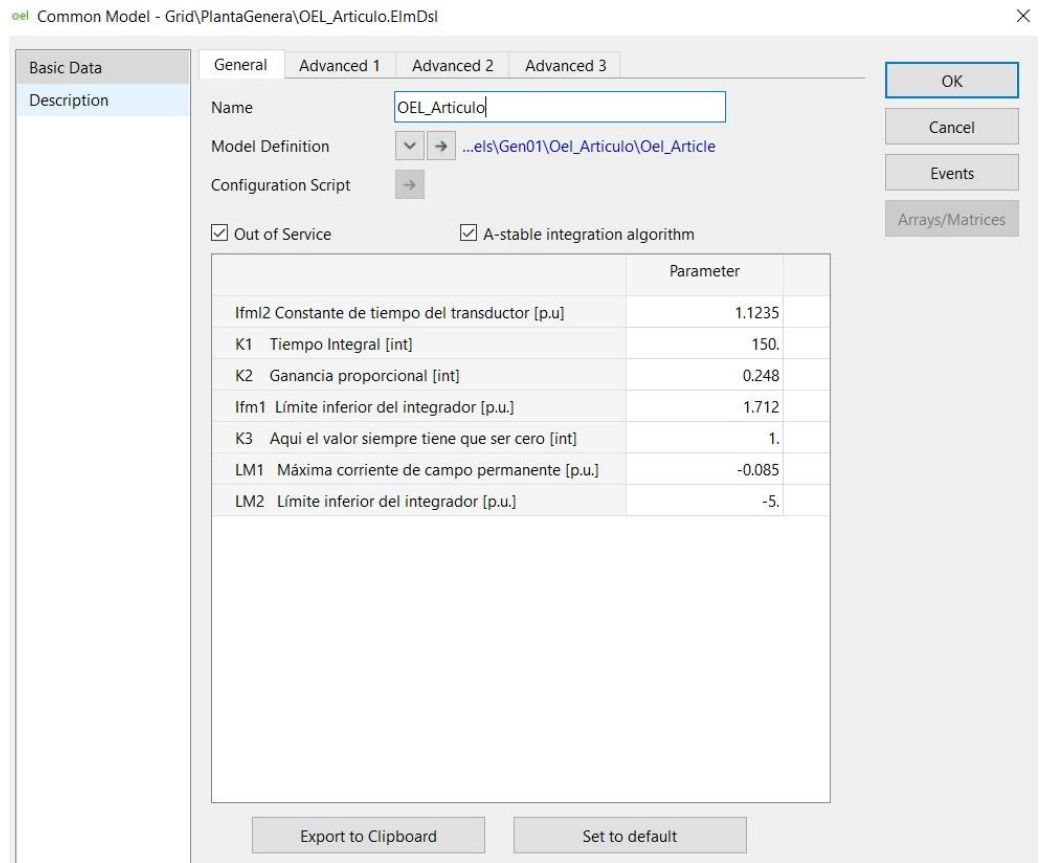 oel Common Model - Grid\PlantaGenera\OEL_Articulo.ElmDsl
Basic Data
Description
General Advanced 1 Advanced 2 Advanced 3
Name OEL_Articulo
Model Definition ...els\Gen01\Oel_Articulo\Oel_Article
Configuration Script
Out of Service A-stable integration algorithm
Parameter
Ifml2 Constante de tiempo del transductor [p.u] 1.1235
K1 Tiempo Integral [int] 150.
K2 Ganancia proporcional [int] 0.248
Ifm1 Límite inferior del integrador [p.u.] 1.712
K3 Aqui el valor siempre tiene que ser cero [int] 1.
LM1 Máxima corriente de campo permanente [p.u.] -0.085
LM2 Límite inferior del integrador [p.u.] -5.
Export to Clipboard Set to default
OK
Cancel
Events
Arrays/Matrices